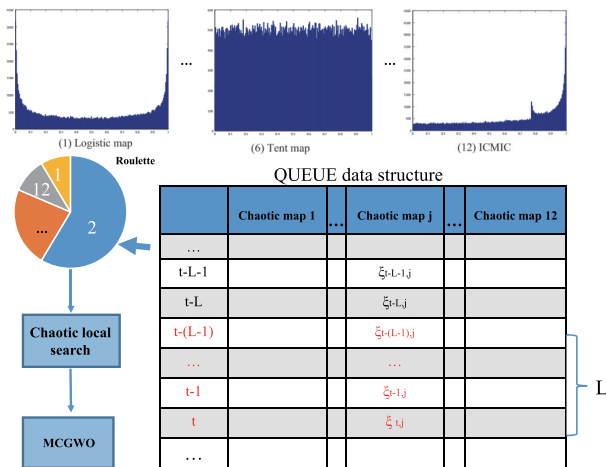 ...
...
(1) Logistic map
(6) Tent map
(12) ICMIC
Roulette
1
12
...
2
QUEUE data structure
Chaotic map 1
...
Chaotic map j
...
Chaotic map 12
...
t-L-1
ξt-L-1,j
t-L
ξt-L,j
t-(L-1)
ξt-(L-1),j
...
...
t-1
ξt-1,j
t
ξ t,j
...
L
Chaotic local
search
MCGWO